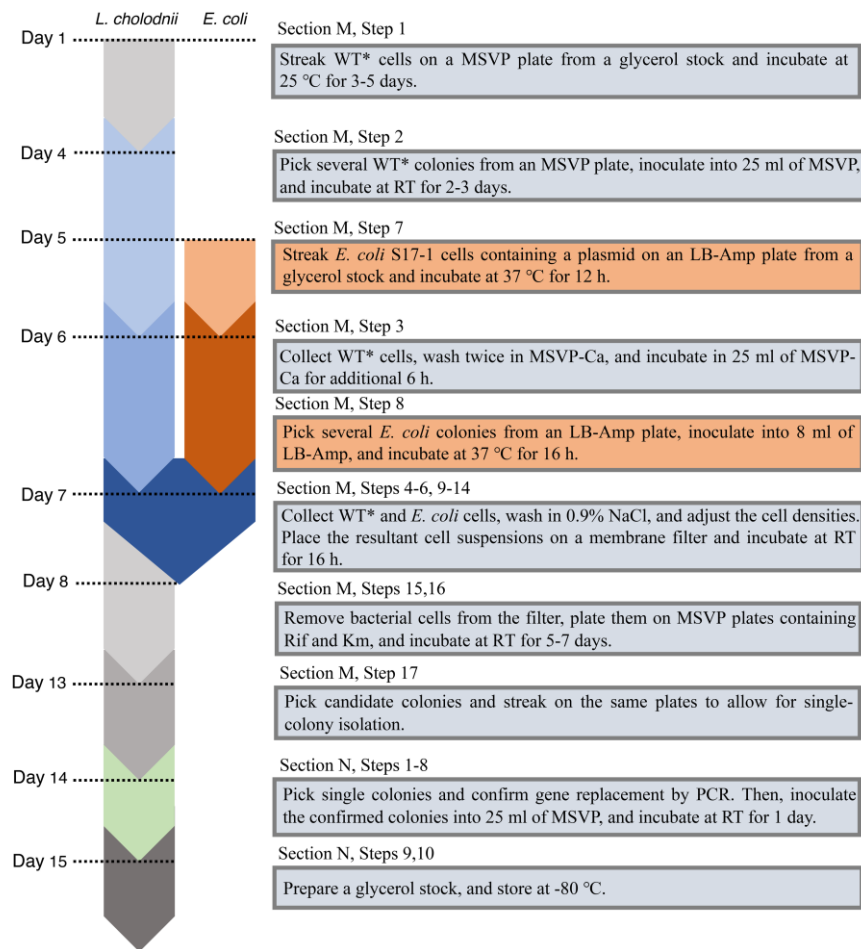 L. cholodnii E. coli
Day 1
Section M, Step 1
Streak WT* cells on a MSVP plate from a glycerol stock and incubate at
25 ℃ for 3-5 days.
Day 4
Section M, Step 2
Pick several WT* colonies from an MSVP plate, inoculate into 25 ml of MSVP,
and incubate at RT for 2-3 days.
Day 5
Section M, Step 7
Streak E. coli S17-1 cells containing a plasmid on an LB-Amp plate from a
glycerol stock and incubate at 37 ℃ for 12 h.
Day 6
Section M, Step 3
Collect WT* cells, wash twice in MSVP-Ca, and incubate in 25 ml of MSVP-
Ca for additional 6 h.
Section M, Step 8
Pick several E. coli colonies from an LB-Amp plate, inoculate into 8 ml of
LB-Amp, and incubate at 37 ℃ for 16 h.
Day 7
Section M, Steps 4-6, 9-14
Collect WT* and E. coli cells, wash in 0.9% NaCl, and adjust the cell densities.
Place the resultant cell suspensions on a membrane filter and incubate at RT
for 16 h.
Day 8
Section M, Steps 15,16
Remove bacterial cells from the filter, plate them on MSVP plates containing
Rif and Km, and incubate at RT for 5-7 days.
Day 13
Section M, Step 17
Pick candidate colonies and streak on the same plates to allow for single-
colony isolation.
Day 14
Section N, Steps 1-8
Pick single colonies and confirm gene replacement by PCR. Then, inoculate
the confirmed colonies into 25 ml of MSVP, and incubate at RT for 1 day.
Day 15
Section N, Steps 9,10
Prepare a glycerol stock, and store at -80 ℃.